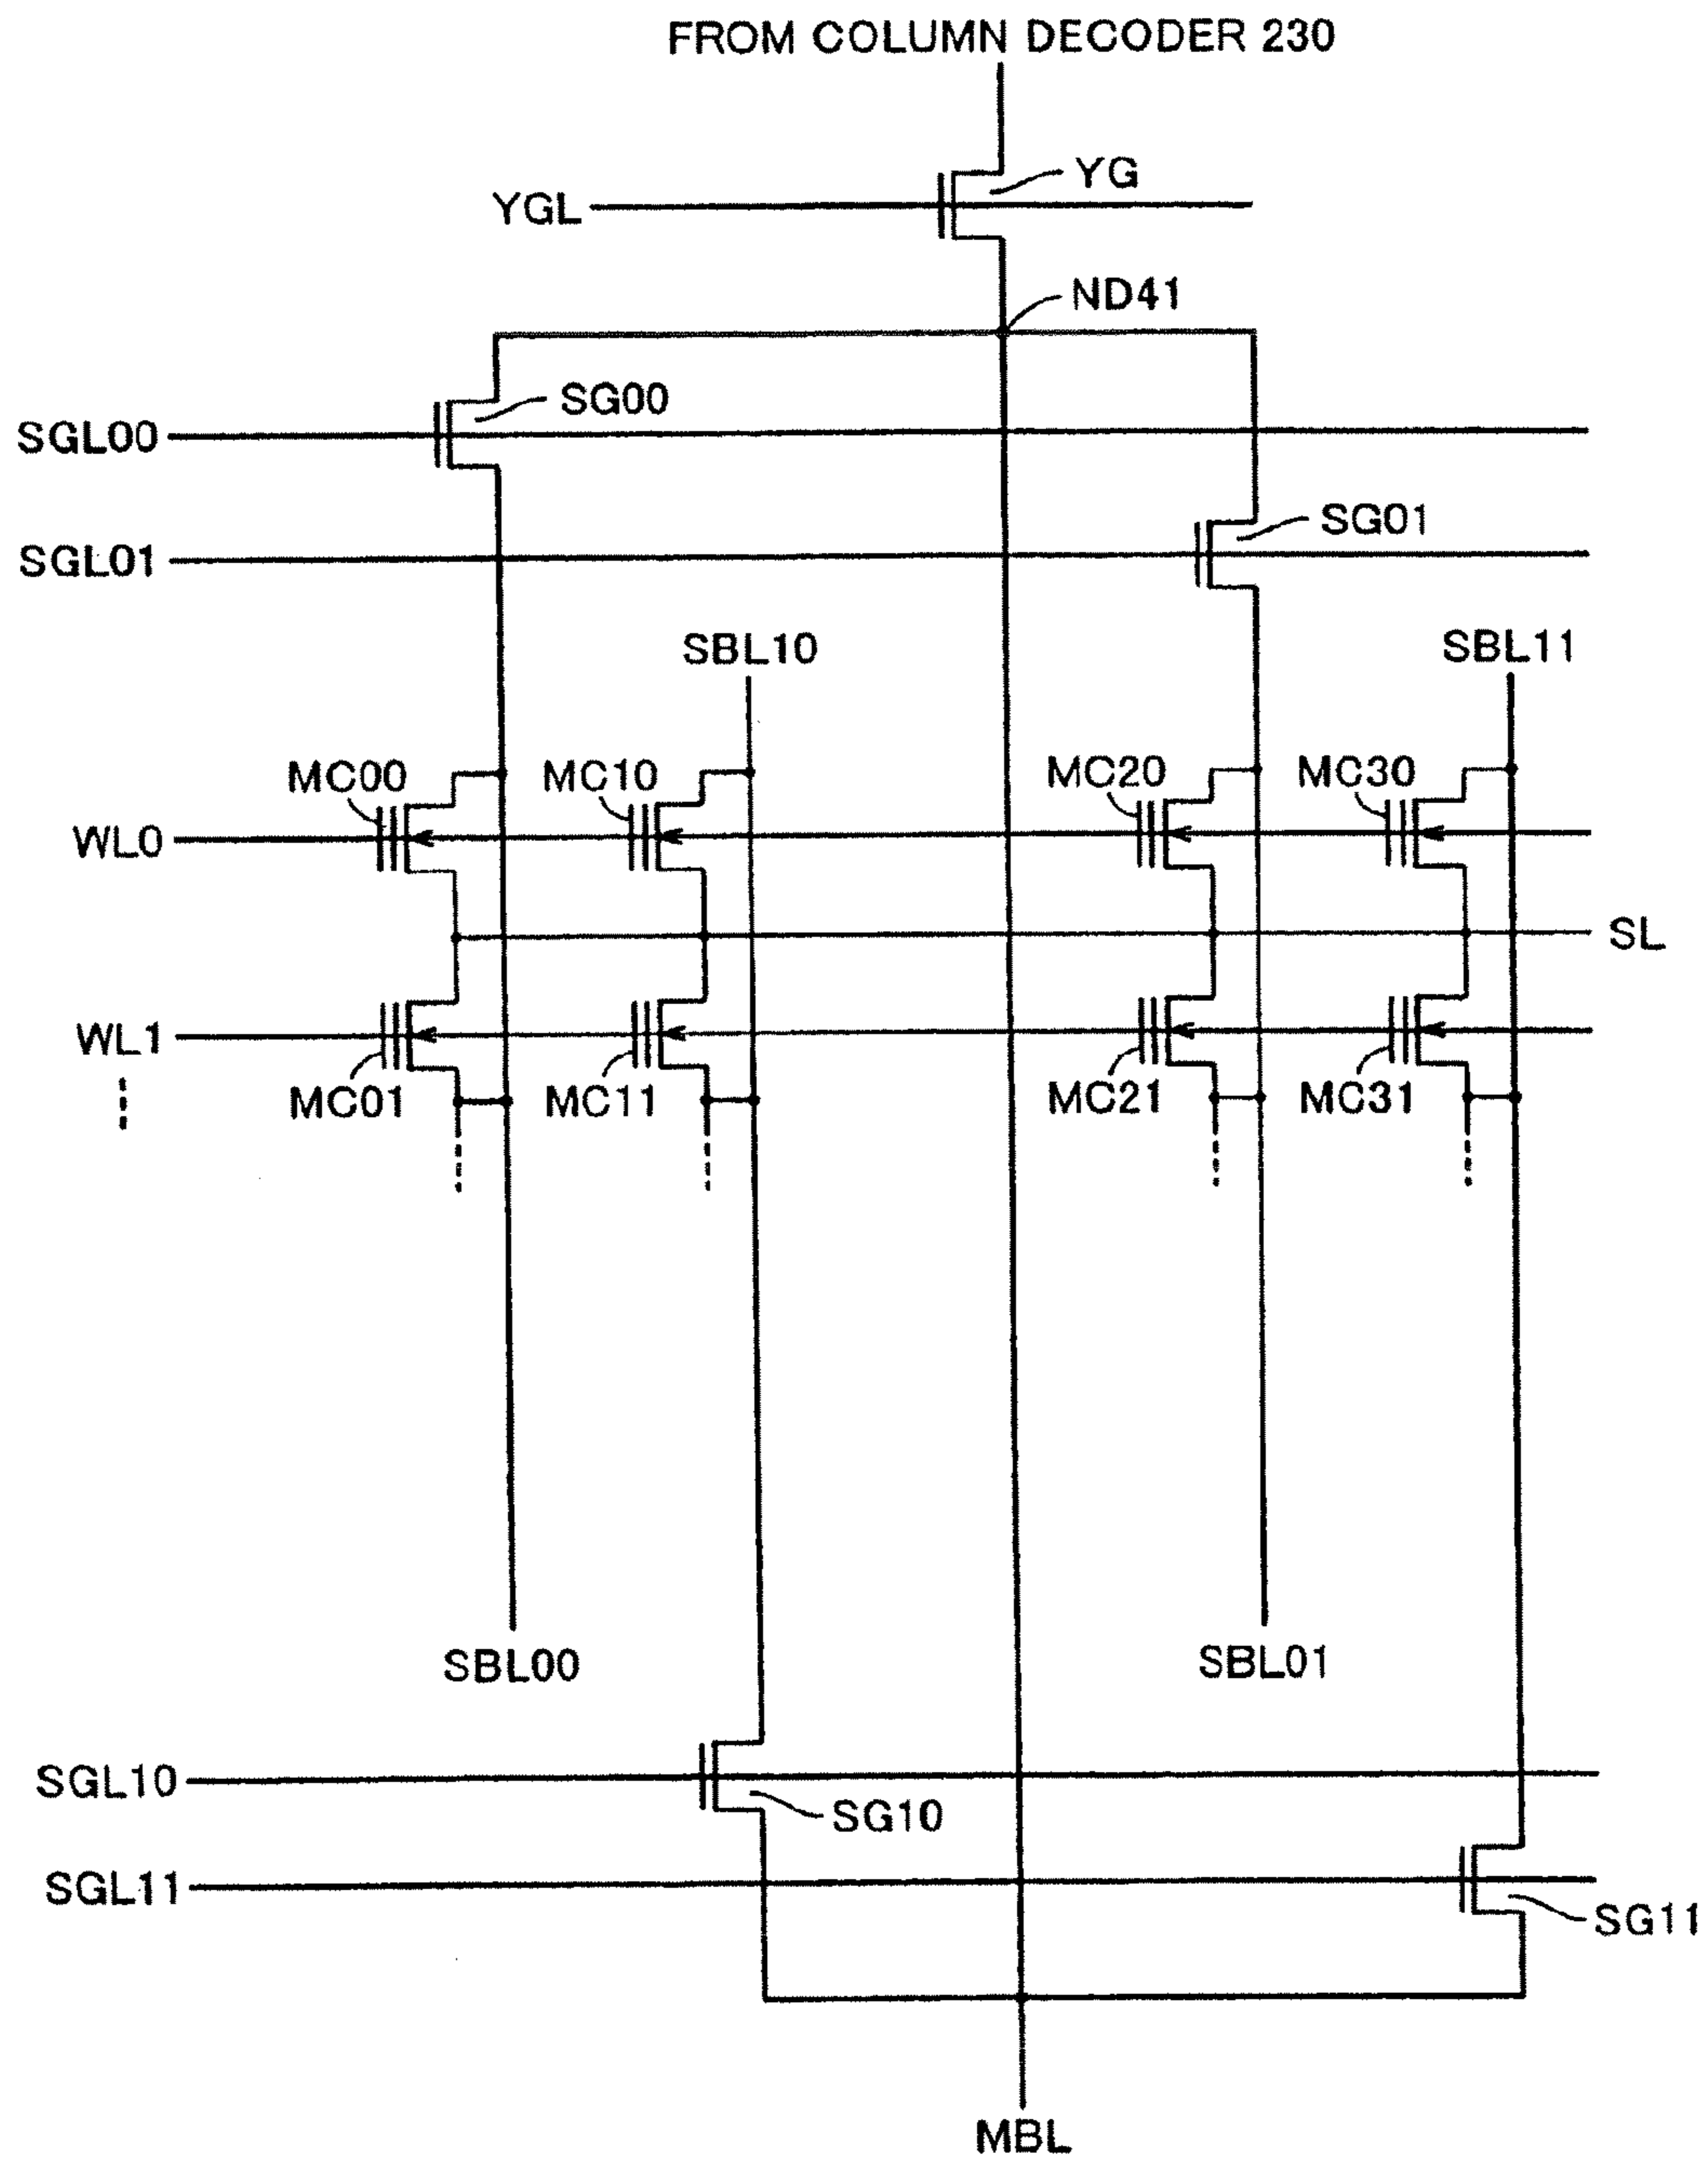 FROM COLUMN DECODER 230
YG
YGL
ND41
SG00
SGL00
SG01
SGL01
SBL10
SBL11
MC00
MC10
MC20
MC30
WL0
SL
WL1
MC01
MC11
MC21
MC31
SBL00
SBL01
SGL10
SG10
SGL11
SG11
MBL